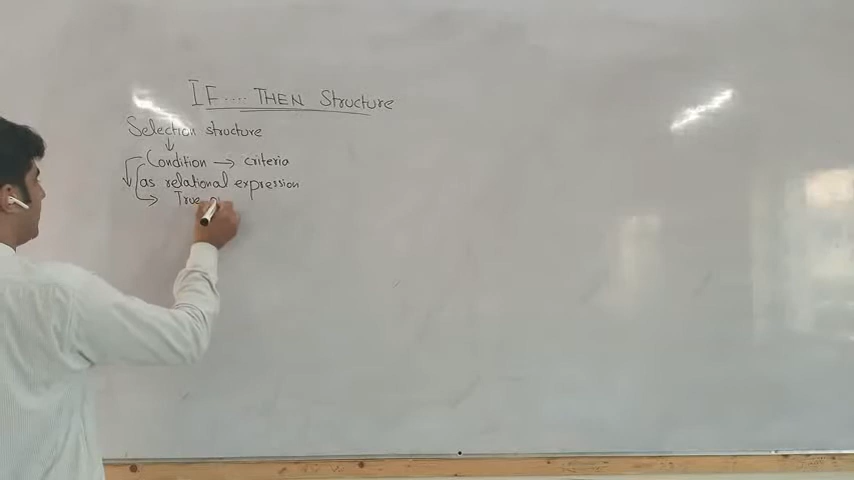 IF.... THEN Structure
Selection structure
↓
Condition → criteria
as relational expression
→ True